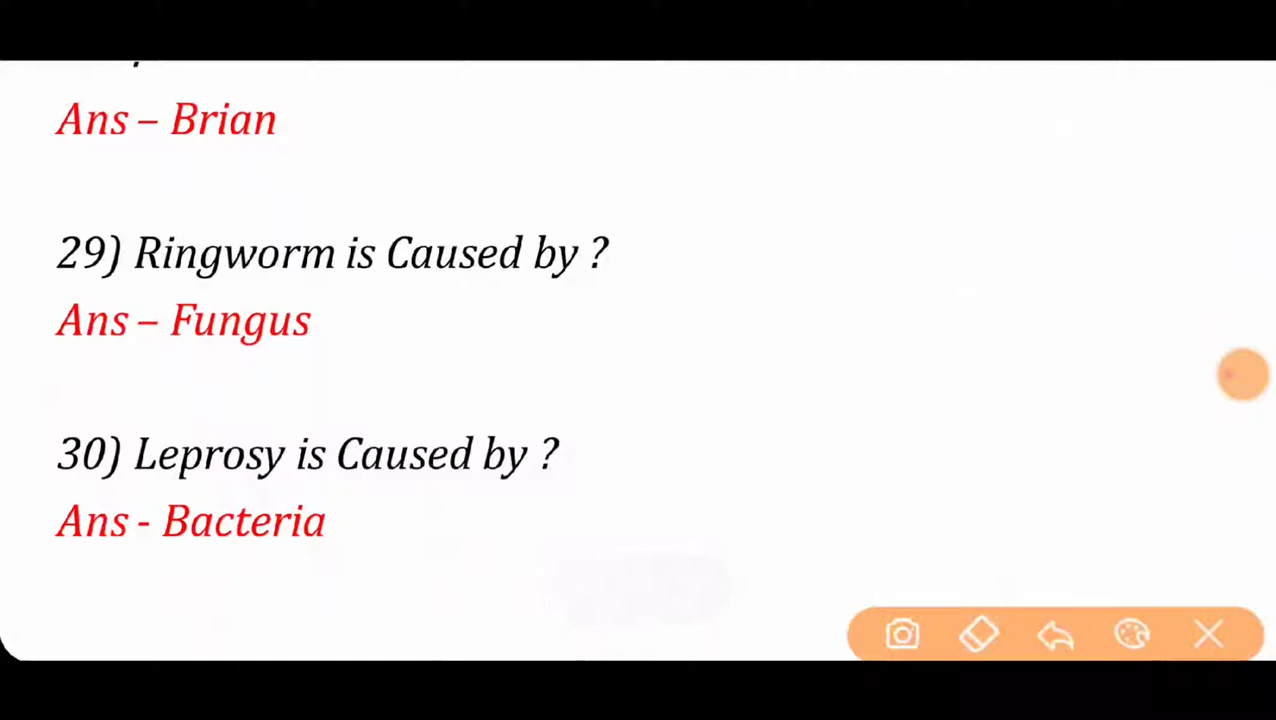 Ans – Brian
29) Ringworm is Caused by ?
Ans – Fungus
30) Leprosy is Caused by ?
Ans - Bacteria